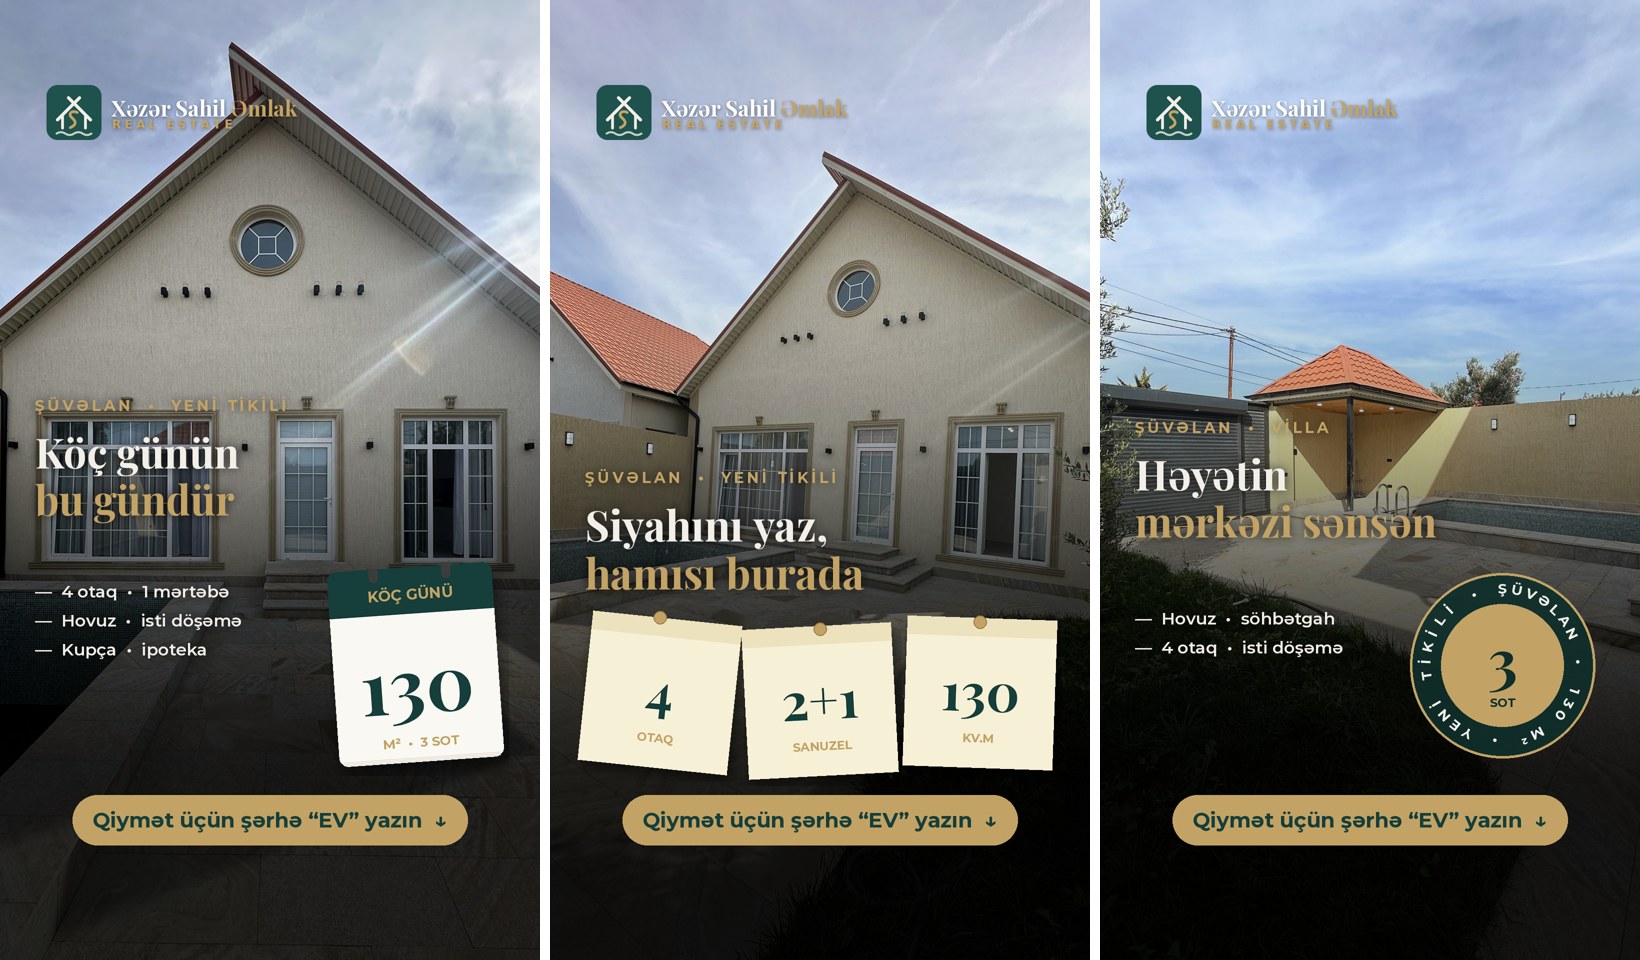 Xəzər Sahil Əmlak
REAL ESTATE
ŞÜVƏLAN • YENİ TİKİLİ
Köç günün
bu gündür
— 4 otaq • 1 mərtəbə
— Hovuz • isti döşəmə
— Kupça • ipoteka
KÖÇ GÜNÜ
130
M² • 3 SOT
Qiymət üçün şərhə “EV” yazın ↓
Xəzər Sahil Əmlak
REAL ESTATE
ŞÜVƏLAN • YENİ TİKİLİ
Siyahını yaz,
hamısı burada
4
OTAQ
2+1
SANUZEL
130
KV.M
Qiymət üçün şərhə “EV” yazın ↓
Xəzər Sahil Əmlak
REAL ESTATE
ŞÜVƏLAN • VİLLA
Həyətin
mərkəzi sənsən
— Hovuz • söhbətgah
— 4 otaq • isti döşəmə
ŞÜVƏLAN • 130 M² • YENİ TİKİLİ •
3
SOT
Qiymət üçün şərhə “EV” yazın ↓